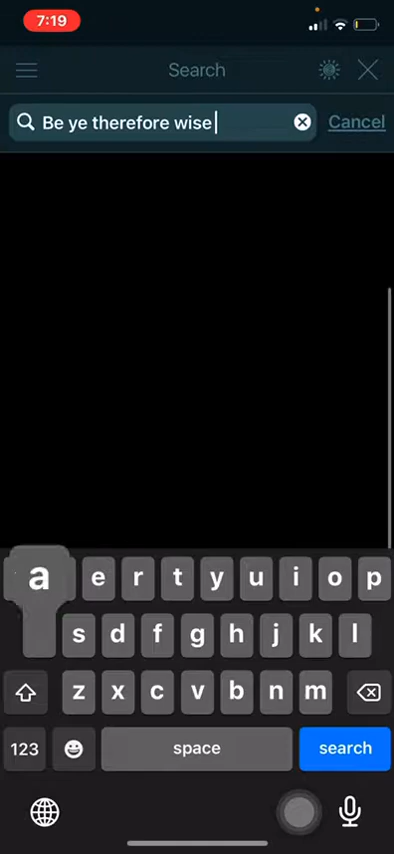 7:19
Search
Be ye therefore wise
Cancel
a e r t y u i o p
s d f g h j k l
z x c v b n m
123 space search